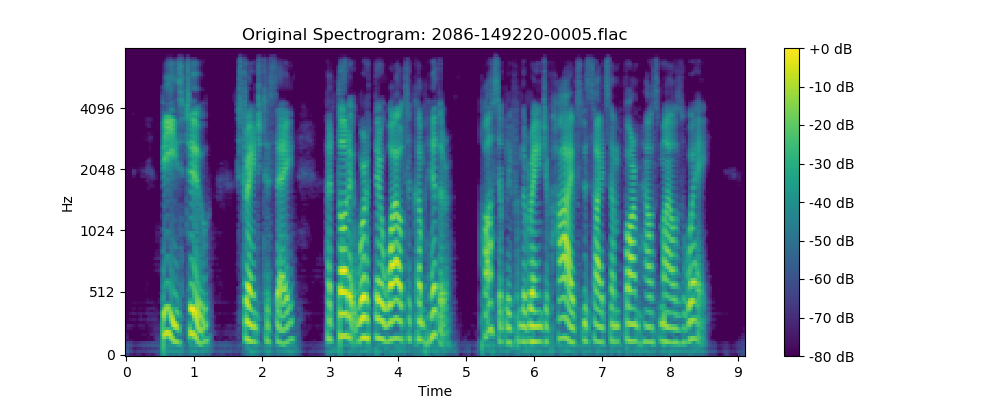 Original Spectrogram: 2086-149220-0005.flac
Hz
4096
2048
1024
512
0
0 1 2 3 4 5 6 7 8 9
Time
+0 dB
-10 dB
-20 dB
-30 dB
-40 dB
-50 dB
-60 dB
-70 dB
-80 dB